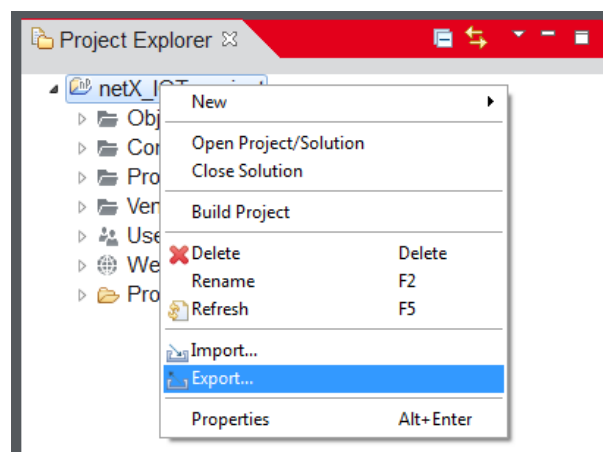 Project Explorer
netX_
New
Open Project/Solution
Close Solution
Build Project
Delete Delete
Rename F2
Refresh F5
Import...
Export...
Properties Alt+Enter